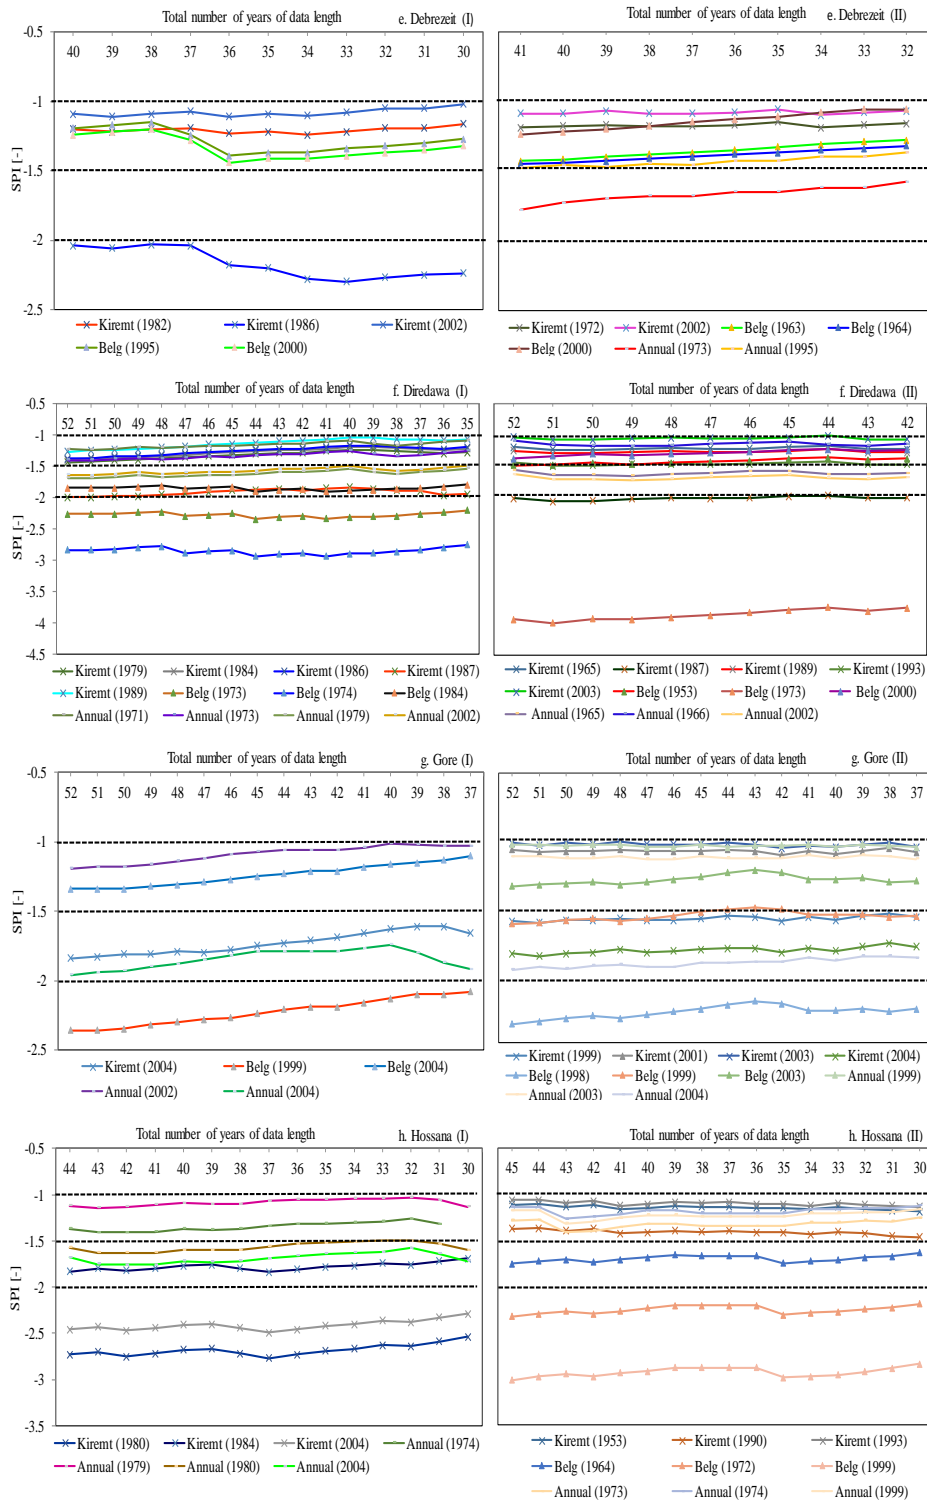 Total number of years of data length e. Debrezeit (I)
-0.5
40 39 38 37 36 35 34 33 32 31 30
-1
-1.5
-2
-2.5
SPI [-]
Kiremt (1982) Kiremt (1986) Kiremt (2002)
Belg (1995) Belg (2000)
Total number of years of data length e. Debrezeit (II)
41 40 39 38 37 36 35 34 33 32
Kiremt (1972) Kiremt (2002) Belg (1963) Belg (1964)
Belg (2000) Annual (1973) Annual (1995)
Total number of years of data length f. Diredawa (I)
-0.5
52 51 50 49 48 47 46 45 44 43 42 41 40 39 38 37 36 35
-1
-1.5
-2
-2.5
-3
-3.5
-4
-4.5
SPI [-]
Kiremt (1979) Kiremt (1984) Kiremt (1986) Kiremt (1987)
Kiremt (1989) Belg (1973) Belg (1974) Belg (1984)
Annual (1971) Annual (1973) Annual (1979) Annual (2002)
Total number of years of data length f. Diredawa (II)
52 51 50 49 48 47 46 45 44 43 42
Kiremt (1965) Kiremt (1987) Kiremt (1989) Kiremt (1993)
Kiremt (2003) Belg (1953) Belg (1973) Belg (2000)
Annual (1965) Annual (1966) Annual (2002)
Total number of years of data length g. Gore (I)
-0.5
52 51 50 49 48 47 46 45 44 43 42 41 40 39 38 37
-1
-1.5
-2
-2.5
SPI [-]
Kiremt (2004) Belg (1999) Belg (2004)
Annual (2002) Annual (2004)
Total number of years of data length g. Gore (II)
52 51 50 49 48 47 46 45 44 43 42 41 40 39 38 37
Kiremt (1999) Kiremt (2001) Kiremt (2003) Kiremt (2004)
Belg (1998) Belg (1999) Belg (2003) Annual (1999)
Annual (2003) Annual (2004)
Total number of years of data length h. Hossana (I)
-0.5
44 43 42 41 40 39 38 37 36 35 34 33 32 31 30
-1
-1.5
-2
-2.5
-3
-3.5
SPI [-]
Kiremt (1980) Kiremt (1984) Kiremt (2004) Annual (1974)
Annual (1979) Annual (1980) Annual (2004)
Total number of years of data length h. Hossana (II)
45 44 43 42 41 40 39 38 37 36 35 34 33 32 31 30
Kiremt (1953) Kiremt (1990) Kiremt (1993)
Belg (1964) Belg (1972) Belg (1999)
Annual (1973) Annual (1974) Annual (1999)